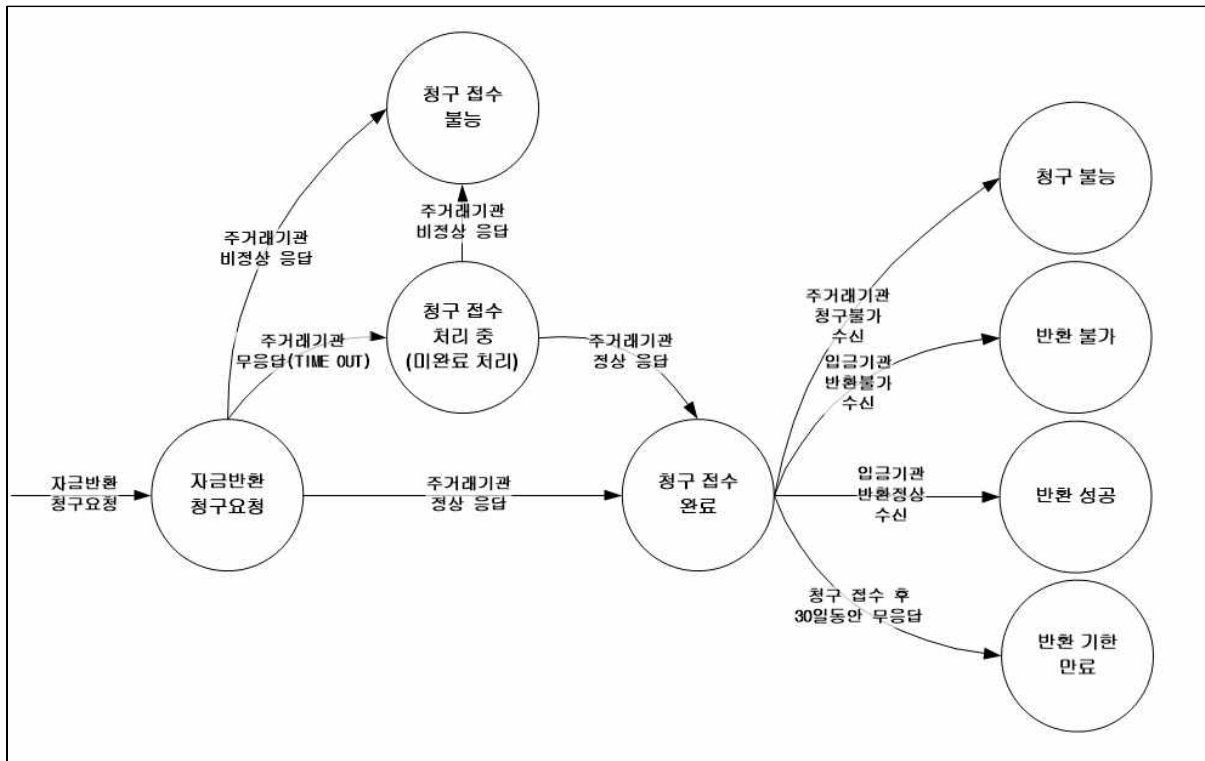 청구 접수
불능
주거래기관
비정상 응답
주거래기관
비정상 응답
청구 접수
처리 중
(미완료 처리)
주거래기관
무응답(TIME OUT)
주거래기관
정상 응답
자금반환
청구요청
자금반환
청구요청
주거래기관
정상 응답
청구 접수
완료
주거래기관
청구불가
수신
청구 불능
입금기관
반환불가
수신
반환 불가
입금기관
반환정상
수신
반환 성공
청구 접수 후
30일동안 무응답
반환 기한
만료